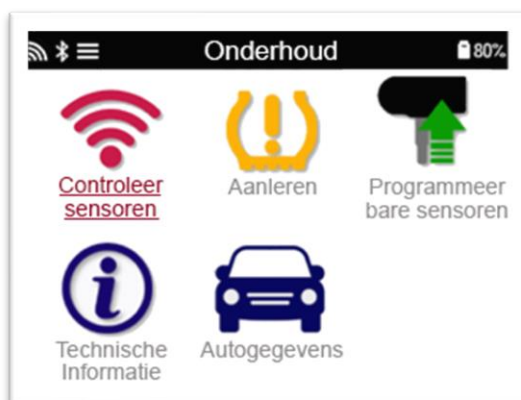 Onderhoud
80%
Controleer
sensoren
Aanleren
Programmeer
bare sensoren
Technische
Informatie
Autogegevens